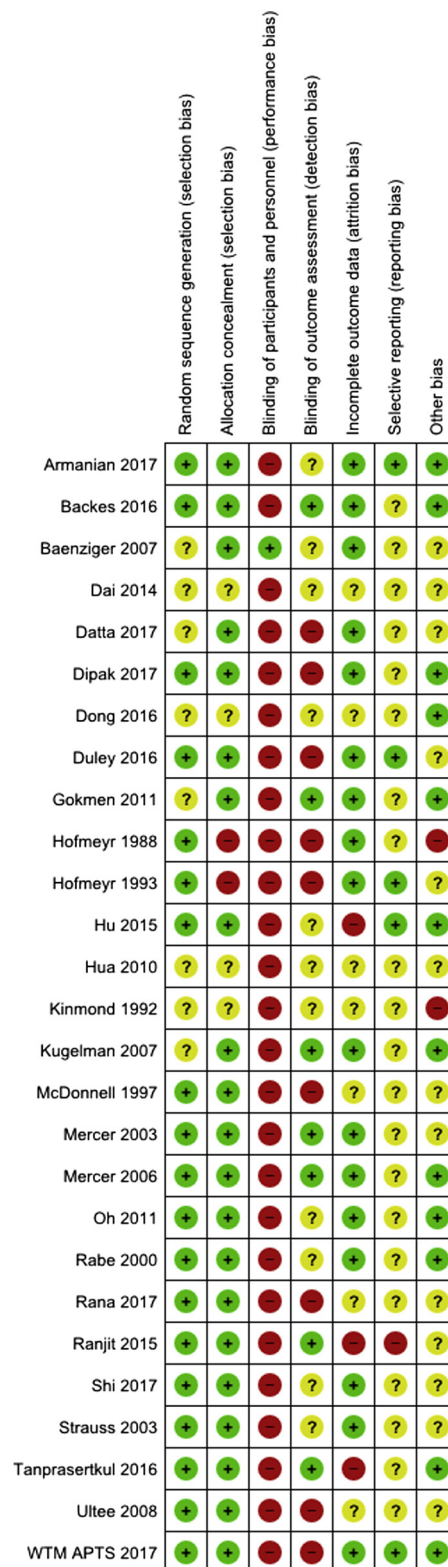 Random sequence generation (selection bias)
Allocation concealment (selection bias)
Blinding of participants and personnel (performance bias)
Blinding of outcome assessment (detection bias)
Incomplete outcome data (attrition bias)
Selective reporting (reporting bias)
Other bias
Armanian 2017 + + - ? + + +
Backes 2016 + + - + + ? +
Baenziger 2007 ? + + ? + ? ?
Dai 2014 ? ? - ? ? ? ?
Datta 2017 ? + - - + ? ?
Dipak 2017 + + - - + ? +
Dong 2016 ? ? - ? ? ? +
Duley 2016 + + - - + + ?
Gokmen 2011 ? + - + + ? +
Hofmeyr 1988 + - - - + ? -
Hofmeyr 1993 + - - - + + ?
Hu 2015 + + - ? - + +
Hua 2010 ? ? - ? ? ? ?
Kinmond 1992 ? ? - ? ? ? -
Kugelman 2007 ? + - + + ? +
McDonnell 1997 + + - - ? ? ?
Mercer 2003 + + - + + ? ?
Mercer 2006 + + - + + ? +
Oh 2011 + + - ? + ? +
Rabe 2000 + + - ? + ? +
Rana 2017 + + - - ? ? ?
Ranjit 2015 + + - + - - ?
Shi 2017 + + - ? + ? ?
Strauss 2003 + + - ? + ? ?
Tanprasertkul 2016 + + - + - ? +
Ultee 2008 + + - - ? ? ?
WTM APTS 2017 + + - - + + +